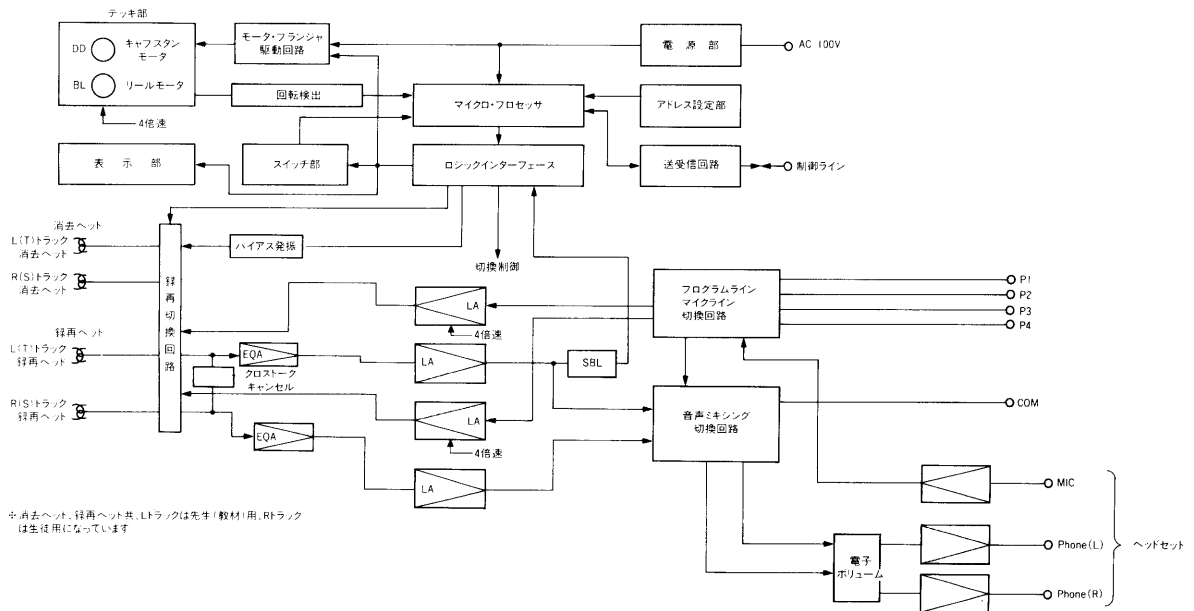 テッキ部
DD
キャプスタン
モータ
BL
リールモータ
4倍速
モータ・フランジャ
駆動回路
電源部
AC 100V
回転検出
マイクロ・プロセッサ
アドレス設定部
表示部
スイッチ部
ロジックインターフェース
送受信回路
制御ライン
消去ヘット
L(T)トラック
消去ヘット
R(S)トラック
消去ヘット
録再ヘット
L(T)トラック
録再ヘット
R(S)トラック
録再ヘット
録再切換回路
バイアス発振
切換制御
LA
4倍速
EQA
クロストーク
キャンセル
LA
SBL
LA
4倍速
EQA
LA
プログラムライン
マイクライン
切換回路
P1
P2
P3
P4
音声ミキシング
切換回路
COM
MIC
電子
ボリューム
Phone(L)
Phone(R)
ヘッドセット
※消去ヘット、録再ヘット共、Lトラックは先生(教材)用、Rトラック
は生徒用になっています